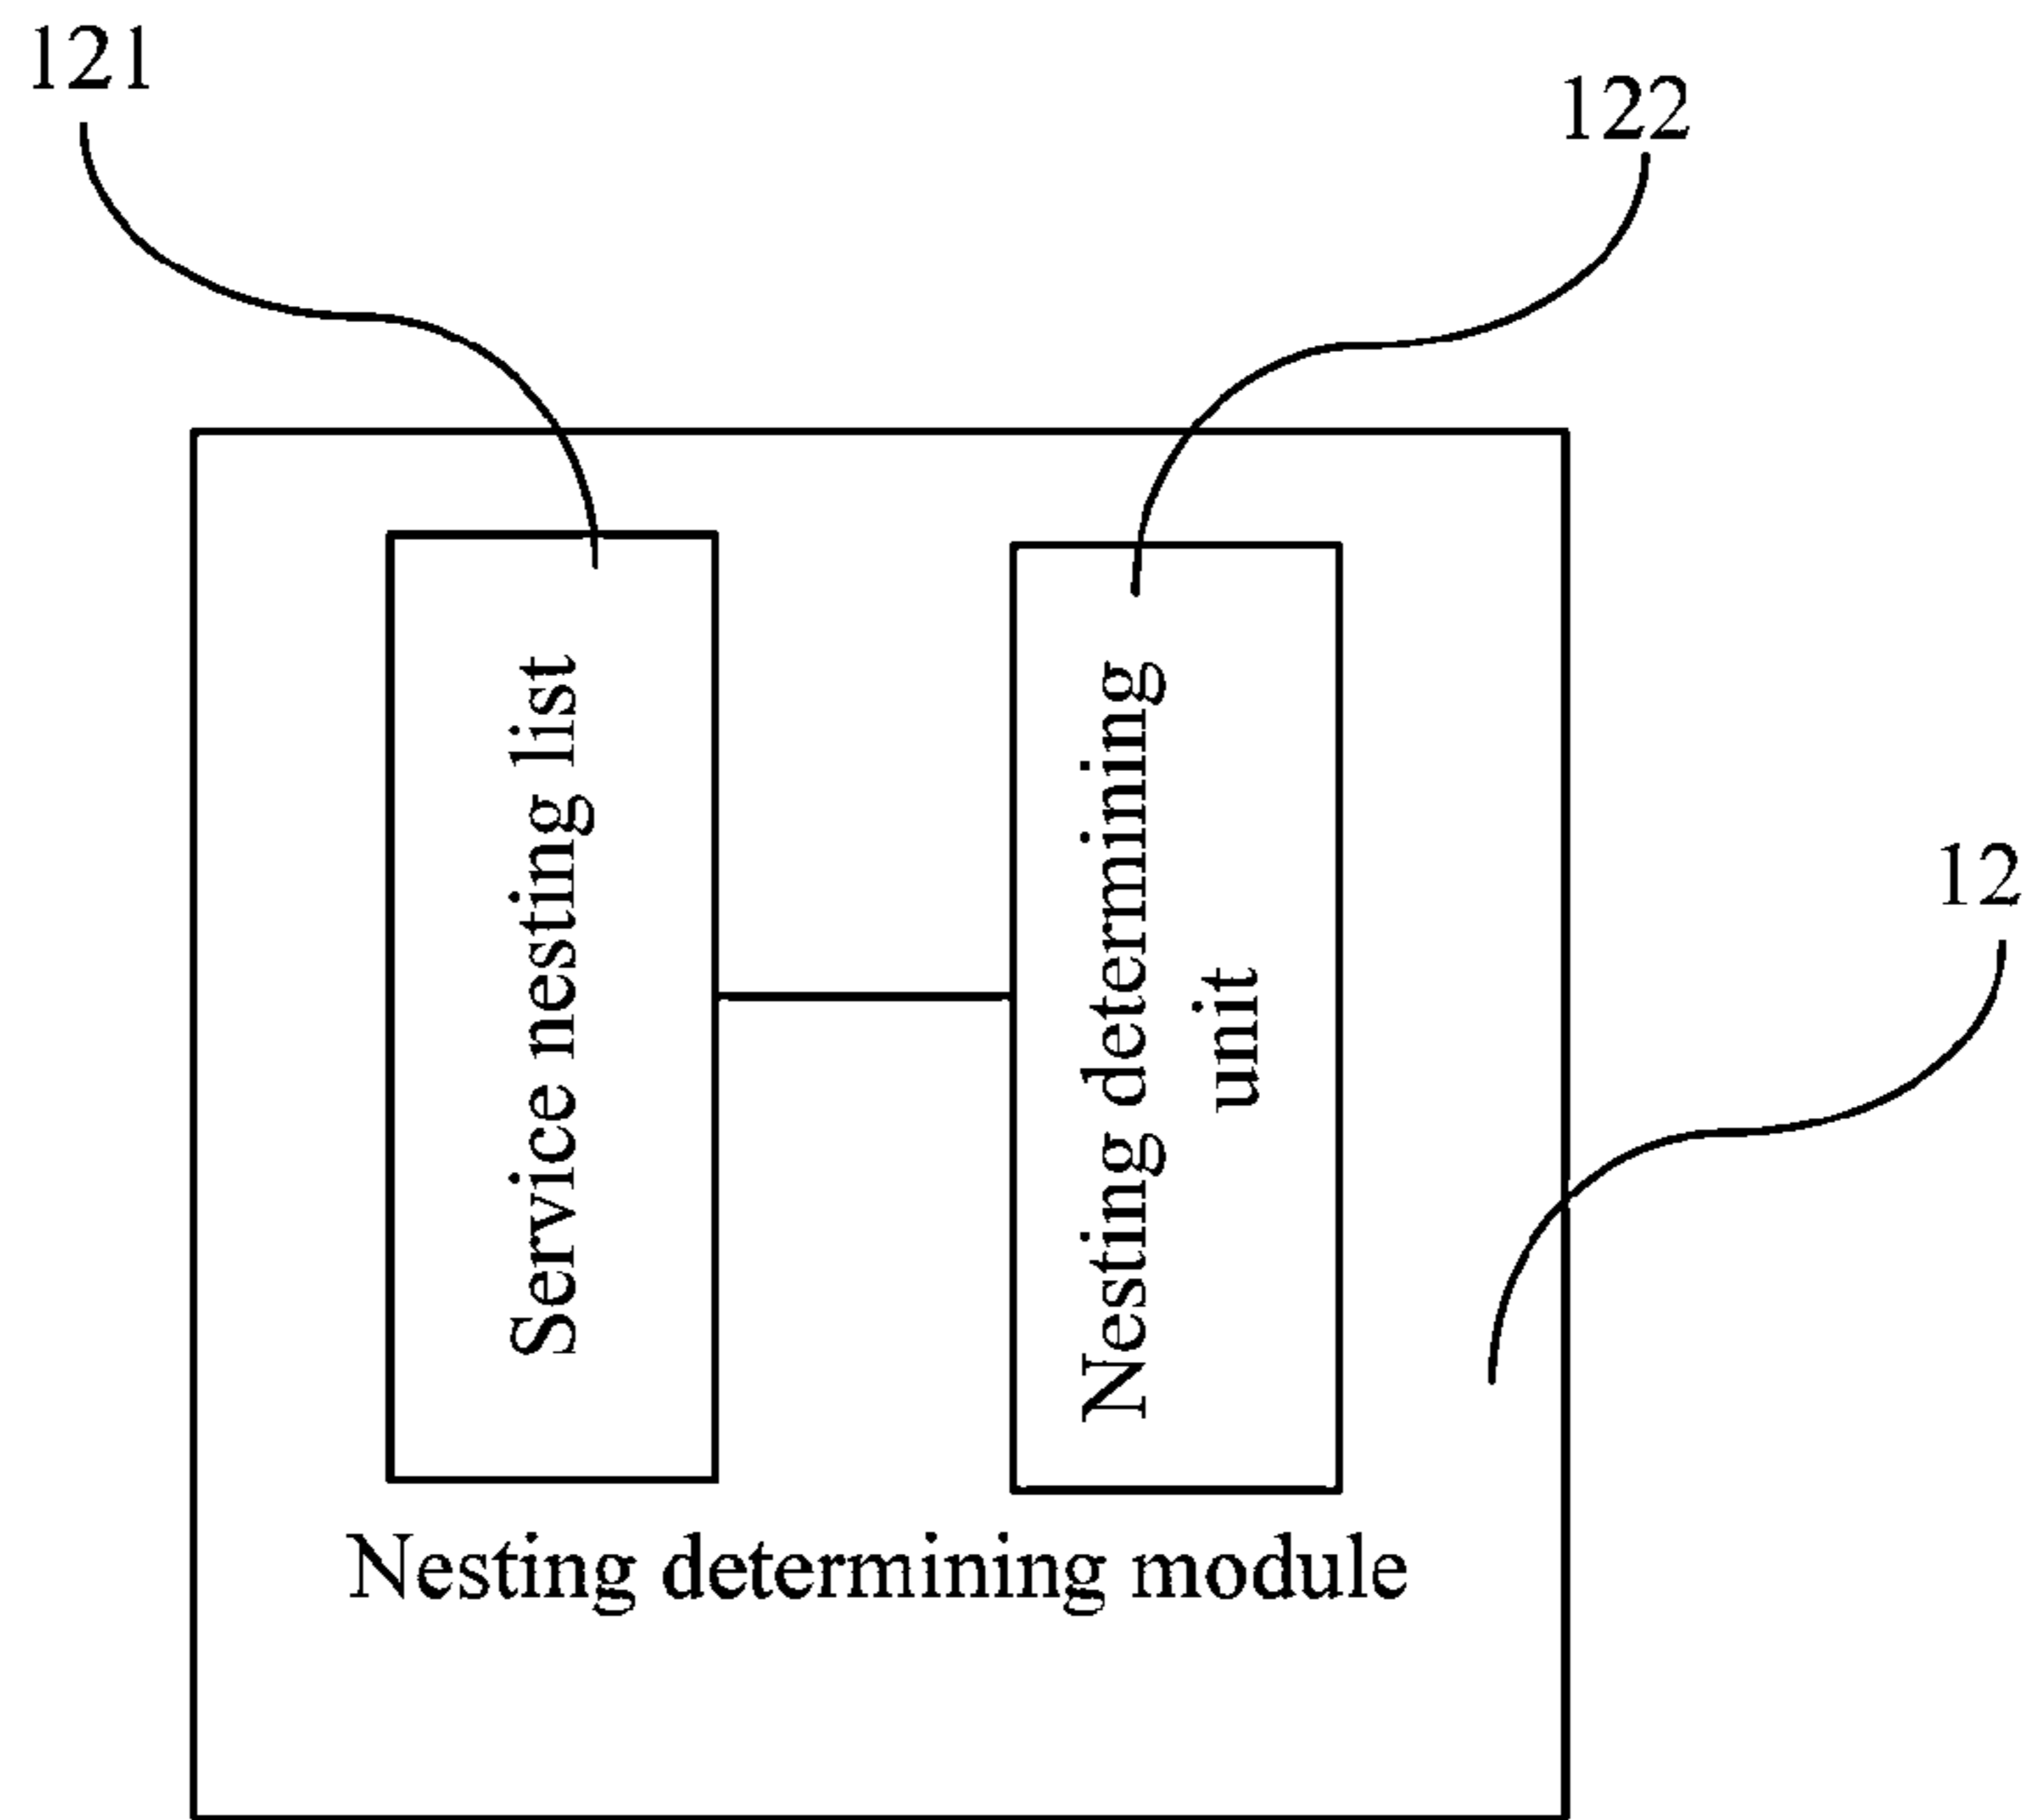 121
122
Service nesting list
Nesting determining
unit
12
Nesting determining module